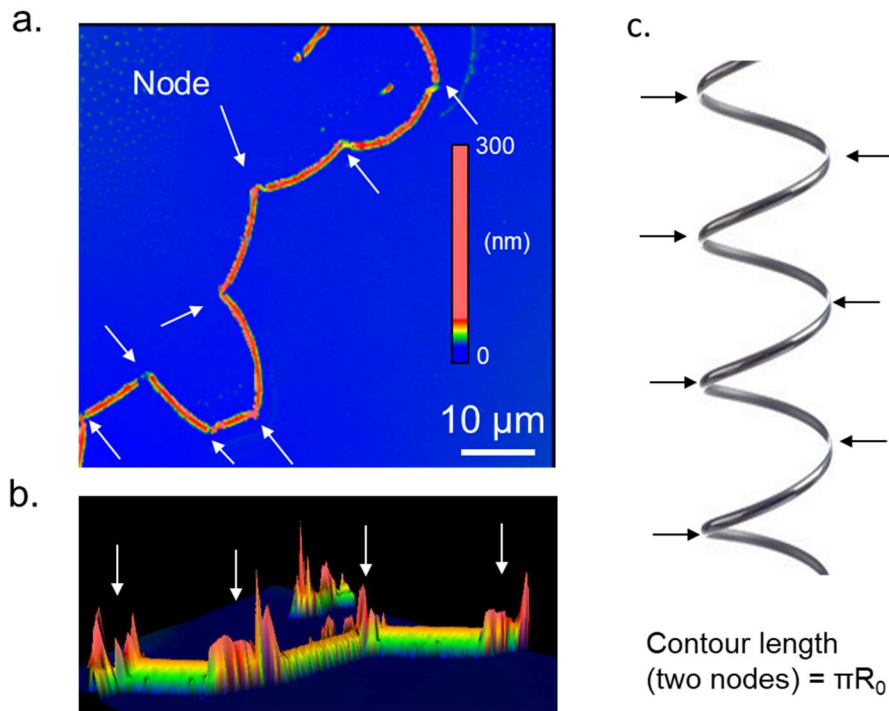 a.
Node
300
(nm)
0
10 μm
b.
c.
Contour length
(two nodes) = πR₀